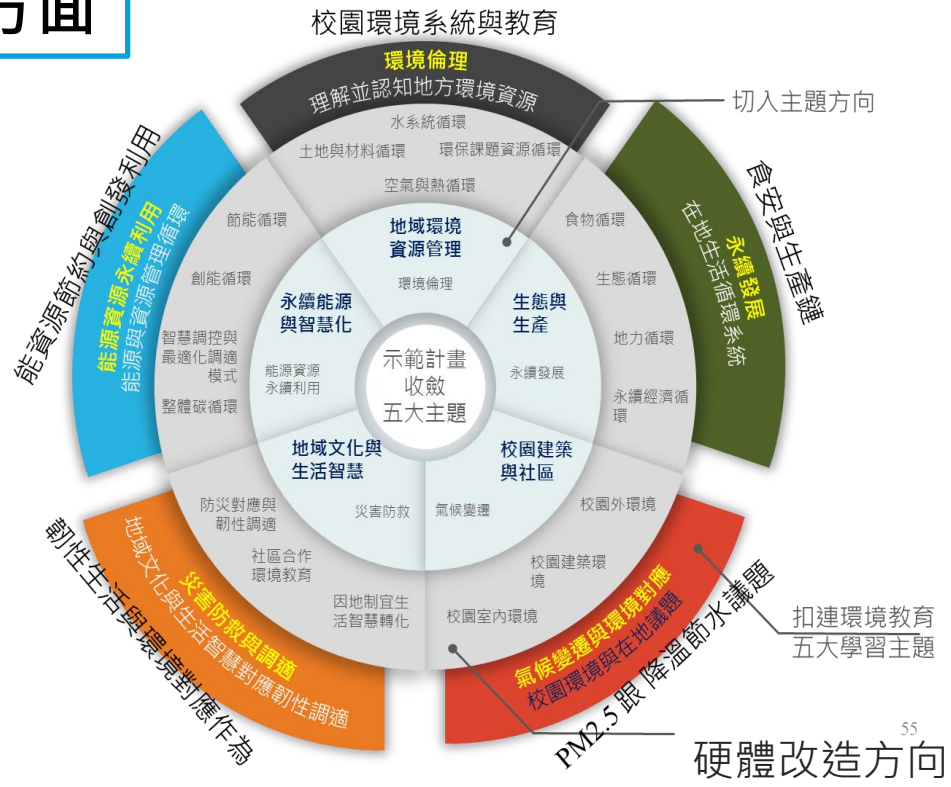 方面
校園環境系統與教育
環境倫理
理解並認知地方環境資源
水系統循環
土地與材料循環
環保課題資源循環
空氣與熱循環
切入主題方向
食安與生產鏈
永續發展
在地生活循環系統
食物循環
生態循環
地力循環
永續經濟循
環
能資源節約與創發利用
能源資源永續利用
能源與資源管理循環
節能循環
創能循環
智慧調控與
最適化調適
模式
整體碳循環
地域環境
資源管理
環境倫理
永續能源
與智慧化
能源資源
永續利用
生態與
生產
永續發展
示範計畫
收斂
五大主題
地域文化與
生活智慧
災害防救
校園建築
與社區
氣候變遷
防災對應與
韌性調適
社區合作
環境教育
因地制宜生
活智慧轉化
校園外環境
校園建築環
境
校園室內環境
災害防救與調適
地域文化與生活智慧對應韌性調適
韌性生活與環境對應作為
氣候變遷與環境對應
校園環境與在地議題
PM2.5 跟 降溫節水議題
扣連環境教育
五大學習主題
55
硬體改造方向